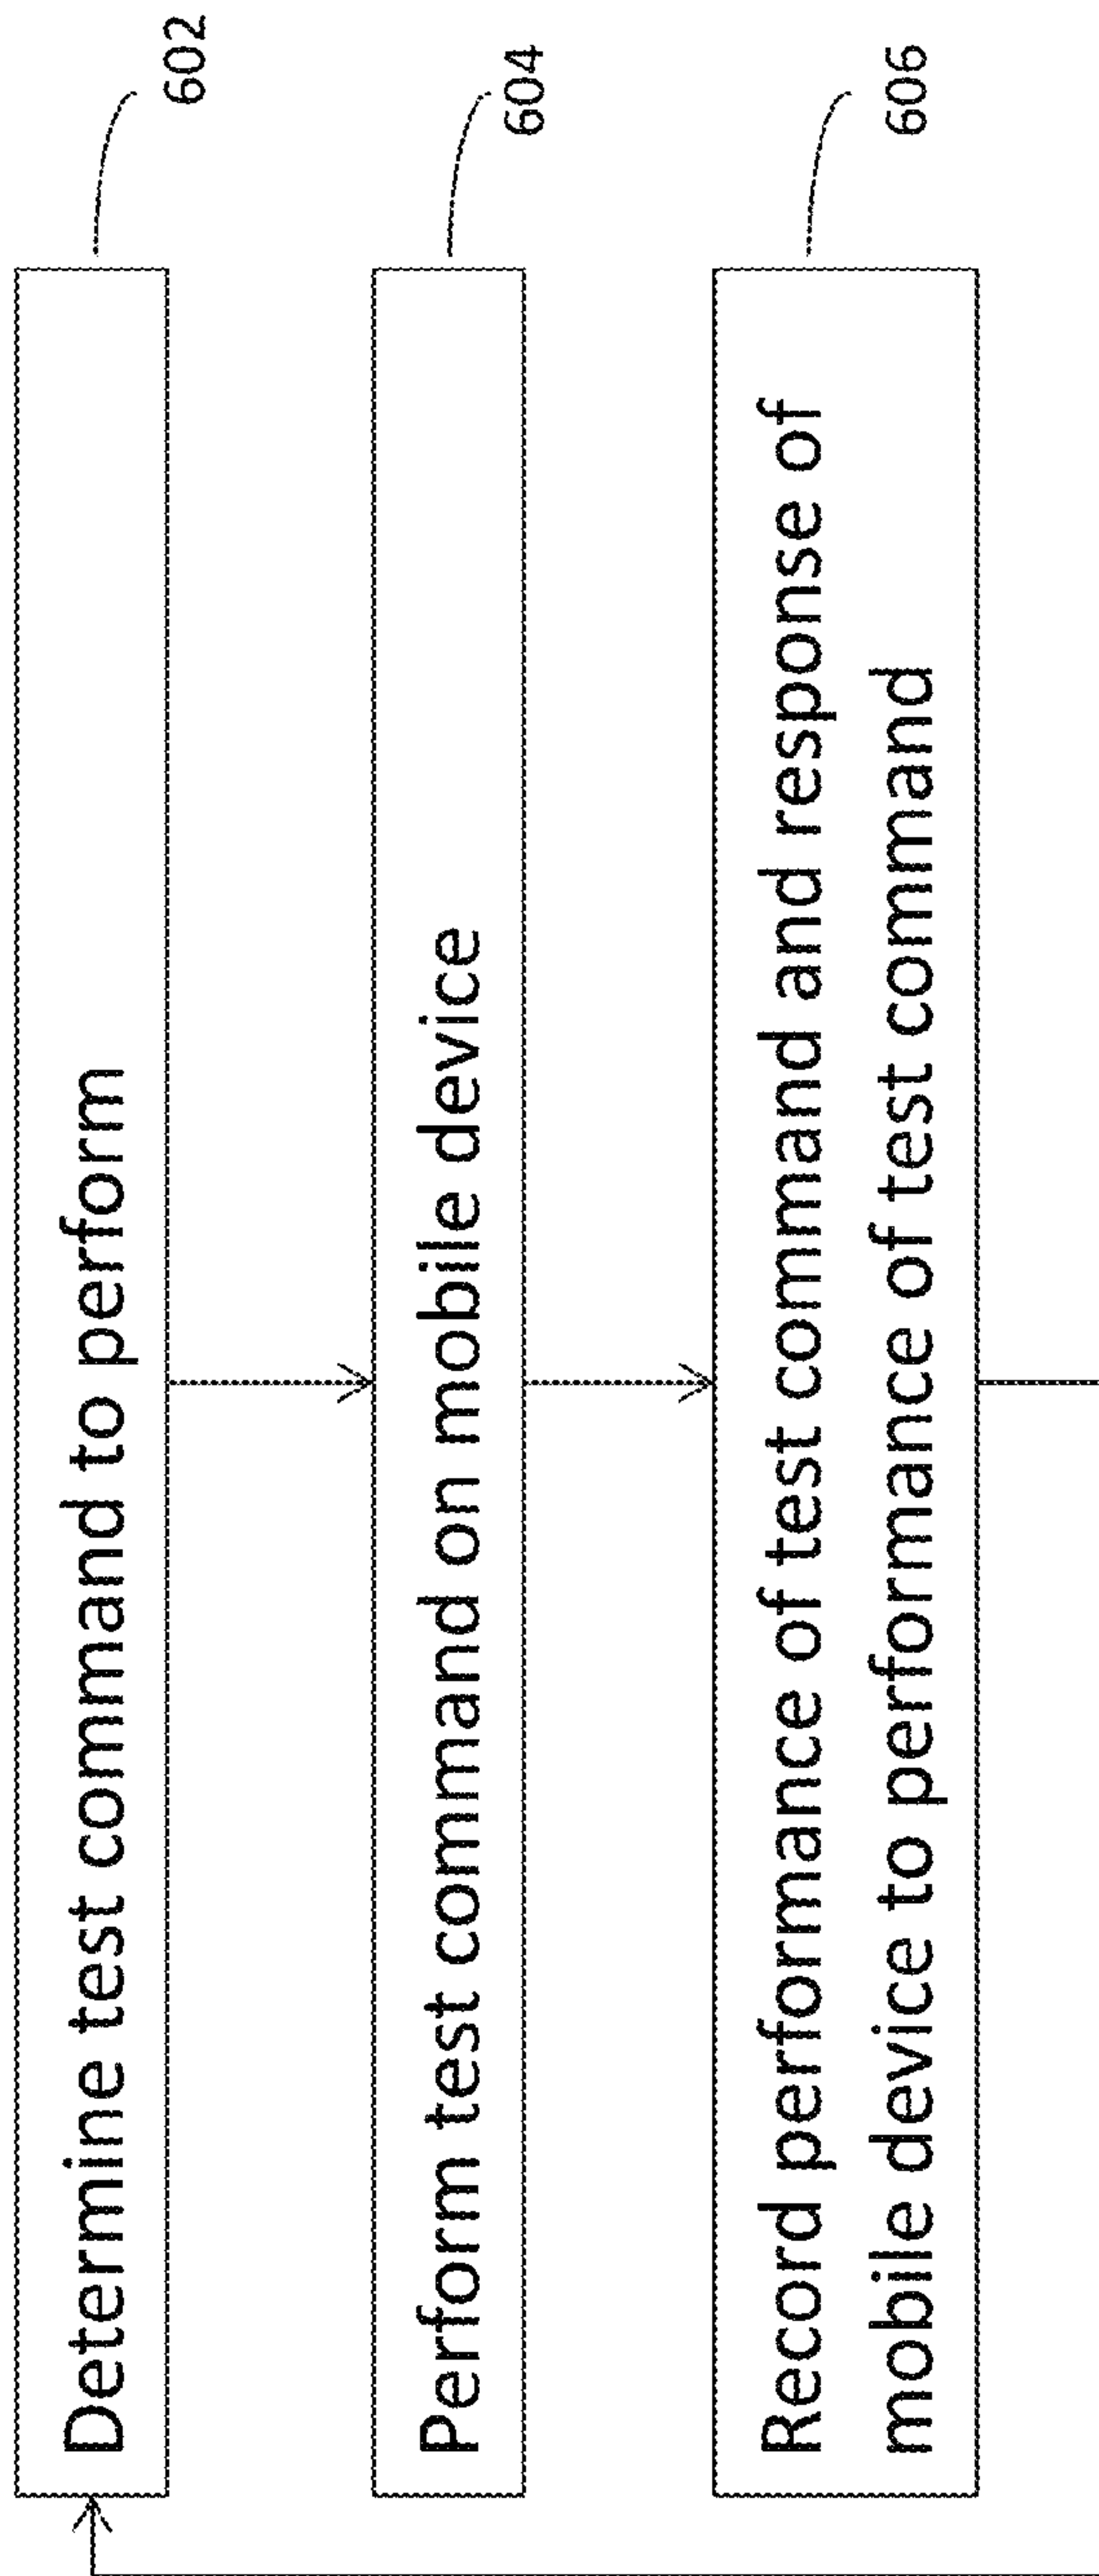 Determine test command to perform
602
Perform test command on mobile device
604
Record performance of test command and response of
mobile device to performance of test command
606